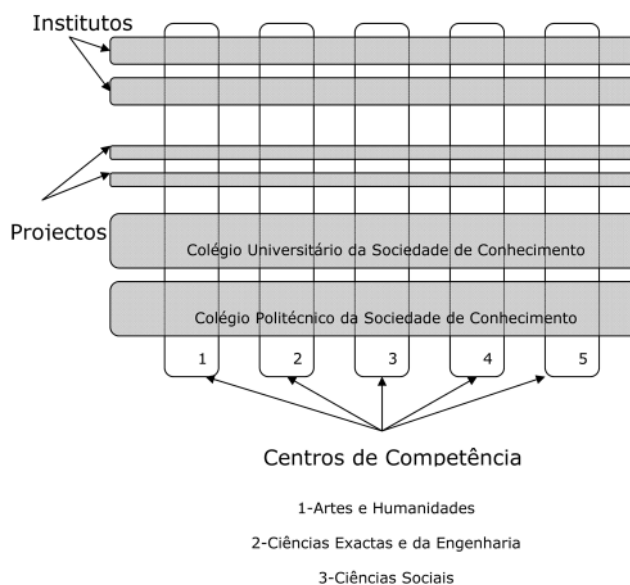 Institutos
Projectos
Colégio Universitário da Sociedade de Conhecimento
Colégio Politécnico da Sociedade de Conhecimento
1 2 3 4 5
Centros de Competência
1-Artes e Humanidades
2-Ciências Exactas e da Engenharia
3-Ciências Sociais